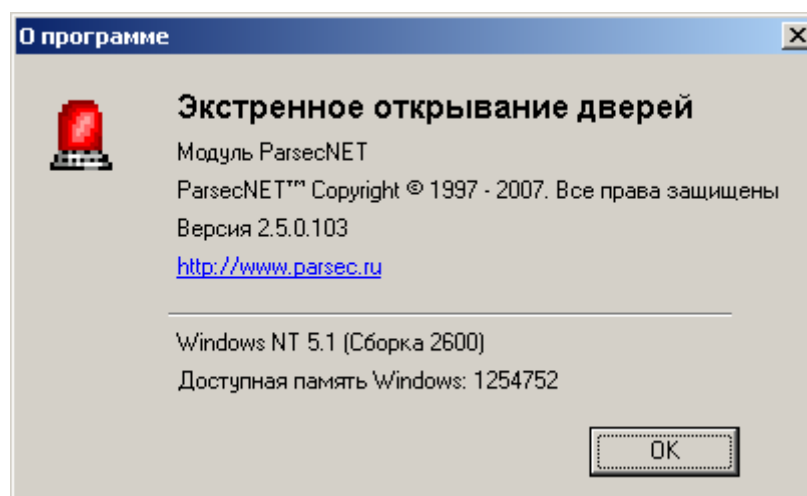 О программе
Экстренное открывание дверей
Модуль ParsecNET
ParsecNET™ Copyright © 1997 - 2007. Все права защищены
Версия 2.5.0.103
http://www.parsec.ru
Windows NT 5.1 (Сборка 2600)
Доступная память Windows: 1254752
OK